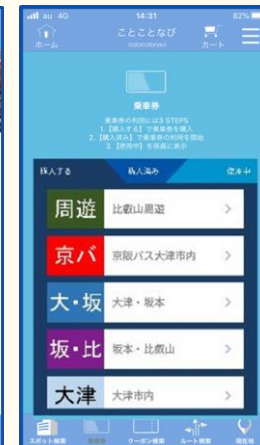 au 4G 14:31 82%
ホーム ことことなび カート
cotocotonavi
乗車券
乗車券の利用には3 STEPS
1.【購入する】で乗車券を購入
2.【購入済み】で乗車券の利用を開始
3.【使用中】を係員に表示
購入する 購入済み 使用中
周遊 比叡山周遊
京バ 京阪バス大津市内
大・坂 大津・坂本
坂・比 坂本・比叡山
大津 大津市内
スポット検索 乗車券 クーポン検索 ルート検索 現在地